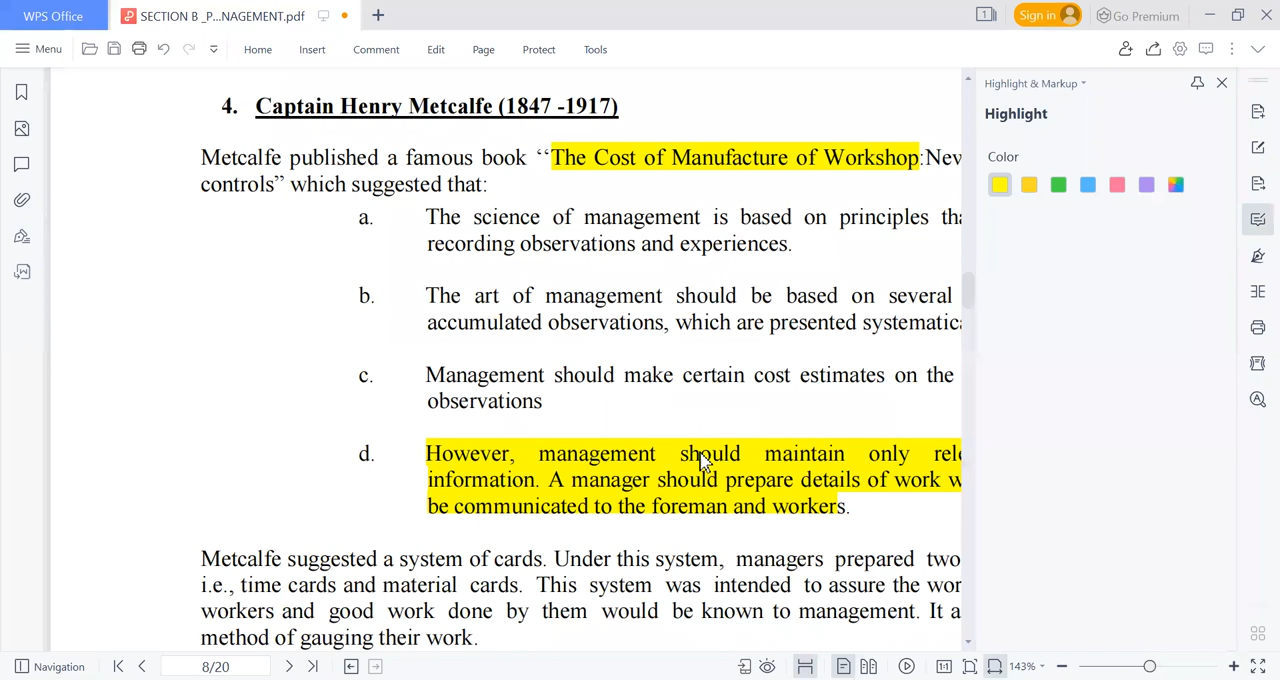 WPS Office
SECTION B _P...NAGEMENT.pdf
1
Sign in
Go Premium
Menu
Home
Insert
Comment
Edit
Page
Protect
Tools
Highlight & Markup
Highlight
Color
4. Captain Henry Metcalfe (1847 -1917)
Metcalfe published a famous book ‘‘The Cost of Manufacture of Workshop:Nev
controls” which suggested that:
a. The science of management is based on principles tha
recording observations and experiences.
b. The art of management should be based on several
accumulated observations, which are presented systematica
c. Management should make certain cost estimates on the
observations
d. However, management should maintain only rele
information. A manager should prepare details of work w
be communicated to the foreman and workers.
Metcalfe suggested a system of cards. Under this system, managers prepared two
i.e., time cards and material cards. This system was intended to assure the wor
workers and good work done by them would be known to management. It a
method of gauging their work.
Navigation
8/20
1:1
143%